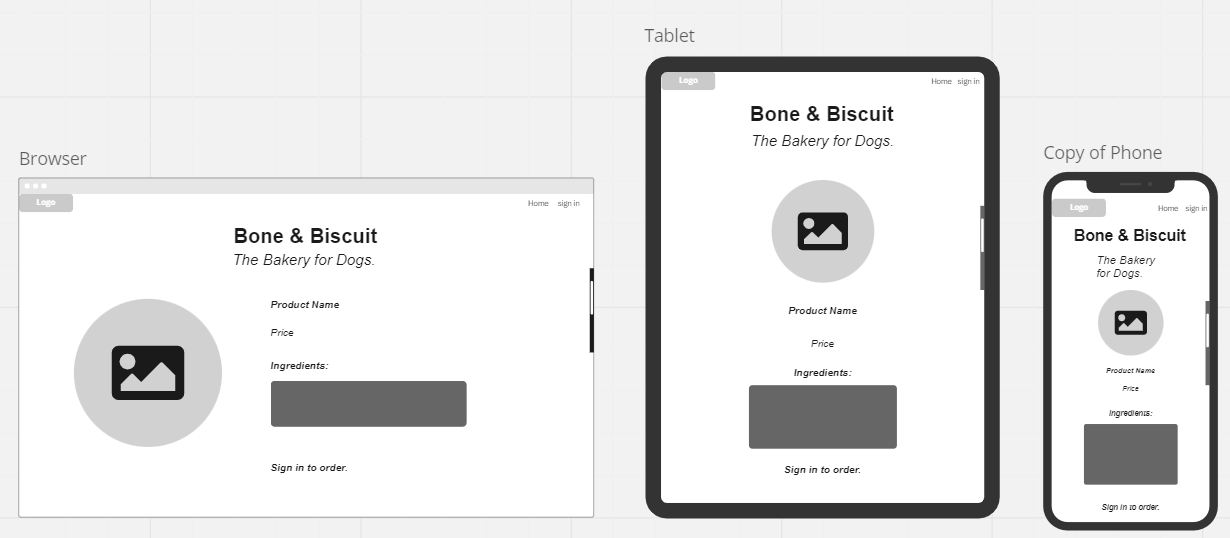 Browser
Logo
Home sign in
Bone & Biscuit
The Bakery for Dogs.
Product Name
Price
Ingredients:
Sign in to order.
Tablet
Logo
Home sign in
Bone & Biscuit
The Bakery for Dogs.
Product Name
Price
Ingredients:
Sign in to order.
Copy of Phone
Logo
Home sign in
Bone & Biscuit
The Bakery
for Dogs.
Product Name
Price
Ingredients:
Sign in to order.